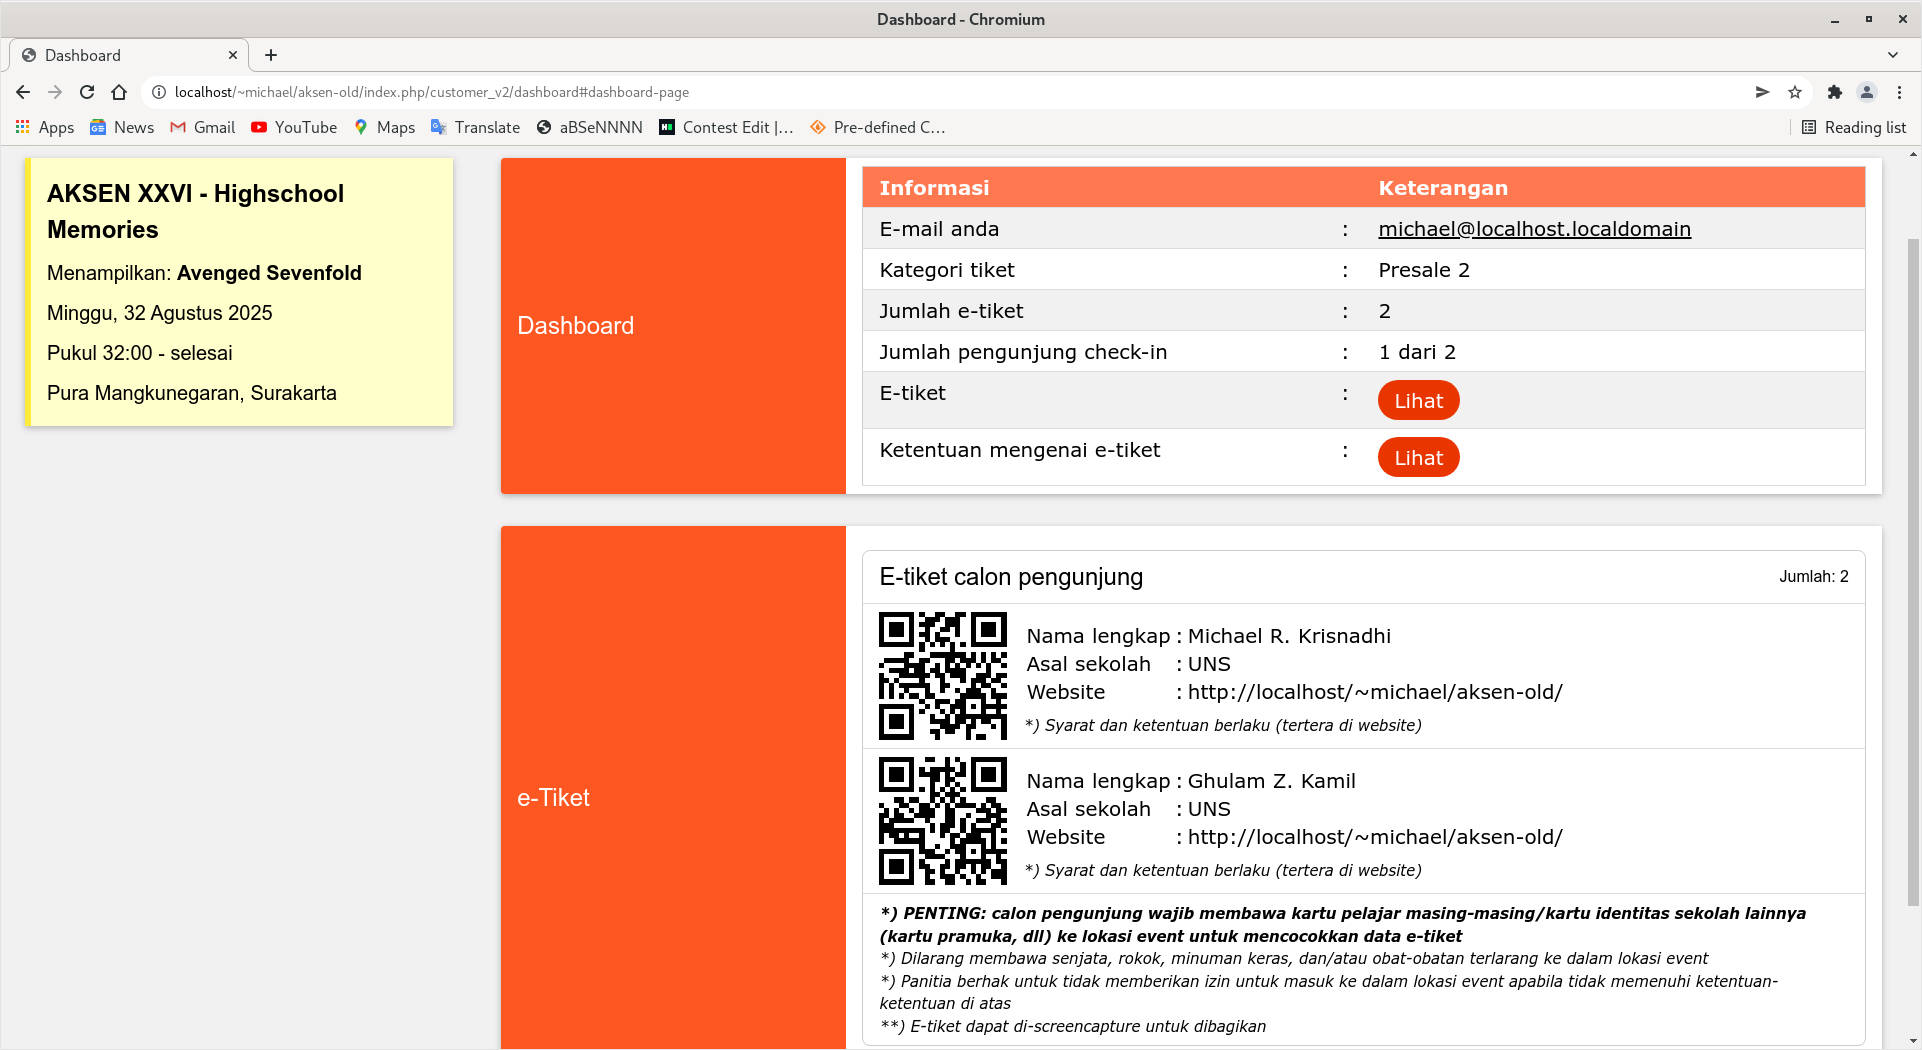 Dashboard - Chromium
Dashboard
localhost/~michael/aksen-old/index.php/customer_v2/dashboard#dashboard-page
Apps News Gmail YouTube Maps Translate aBSeNNNN Contest Edit |... Pre-defined C... Reading list
AKSEN XXVI - Highschool
Memories
Menampilkan: Avenged Sevenfold
Minggu, 32 Agustus 2025
Pukul 32:00 - selesai
Pura Mangkunegaran, Surakarta
Dashboard
Informasi Keterangan
E-mail anda : michael@localhost.localdomain
Kategori tiket : Presale 2
Jumlah e-tiket : 2
Jumlah pengunjung check-in : 1 dari 2
E-tiket : Lihat
Ketentuan mengenai e-tiket : Lihat
e-Tiket
E-tiket calon pengunjung Jumlah: 2
Nama lengkap : Michael R. Krisnadhi
Asal sekolah : UNS
Website : http://localhost/~michael/aksen-old/
*) Syarat dan ketentuan berlaku (tertera di website)
Nama lengkap : Ghulam Z. Kamil
Asal sekolah : UNS
Website : http://localhost/~michael/aksen-old/
*) Syarat dan ketentuan berlaku (tertera di website)
*) PENTING: calon pengunjung wajib membawa kartu pelajar masing-masing/kartu identitas sekolah lainnya
(kartu pramuka, dll) ke lokasi event untuk mencocokkan data e-tiket
*) Dilarang membawa senjata, rokok, minuman keras, dan/atau obat-obatan terlarang ke dalam lokasi event
*) Panitia berhak untuk tidak memberikan izin untuk masuk ke dalam lokasi event apabila tidak memenuhi ketentuan-
ketentuan di atas
**) E-tiket dapat di-screencapture untuk dibagikan